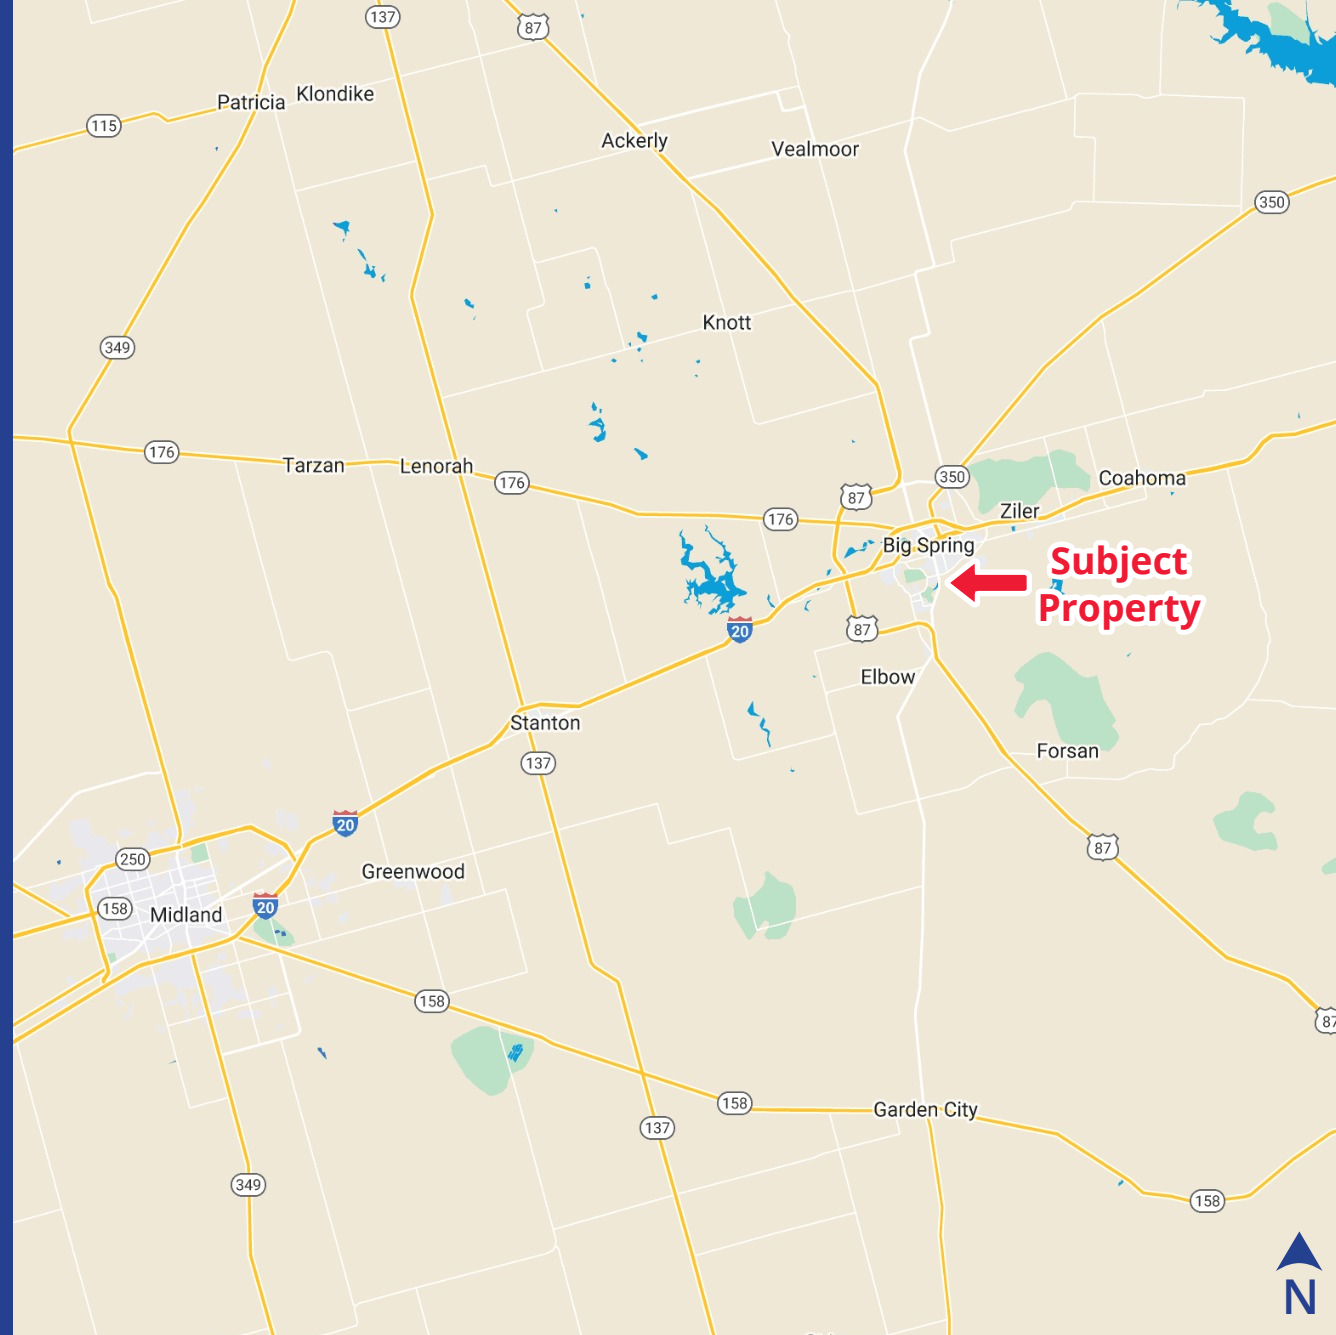 137
87
Patricia
Klondike
115
Ackerly
Vealmoor
350
Knott
349
176
Tarzan
Lenorah
176
176
87
350
Coahoma
Ziler
Big Spring
Subject
Property
20
87
Elbow
Stanton
137
Forsan
20
87
250
Greenwood
158
Midland
20
158
87
158
Garden City
137
349
158
N